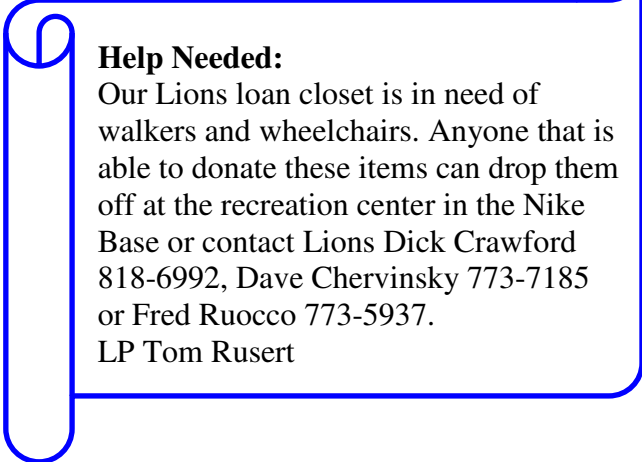 Help Needed:
Our Lions loan closet is in need of
walkers and wheelchairs. Anyone that is
able to donate these items can drop them
off at the recreation center in the Nike
Base or contact Lions Dick Crawford
818-6992, Dave Chervinsky 773-7185
or Fred Ruocco 773-5937.
LP Tom Rusert